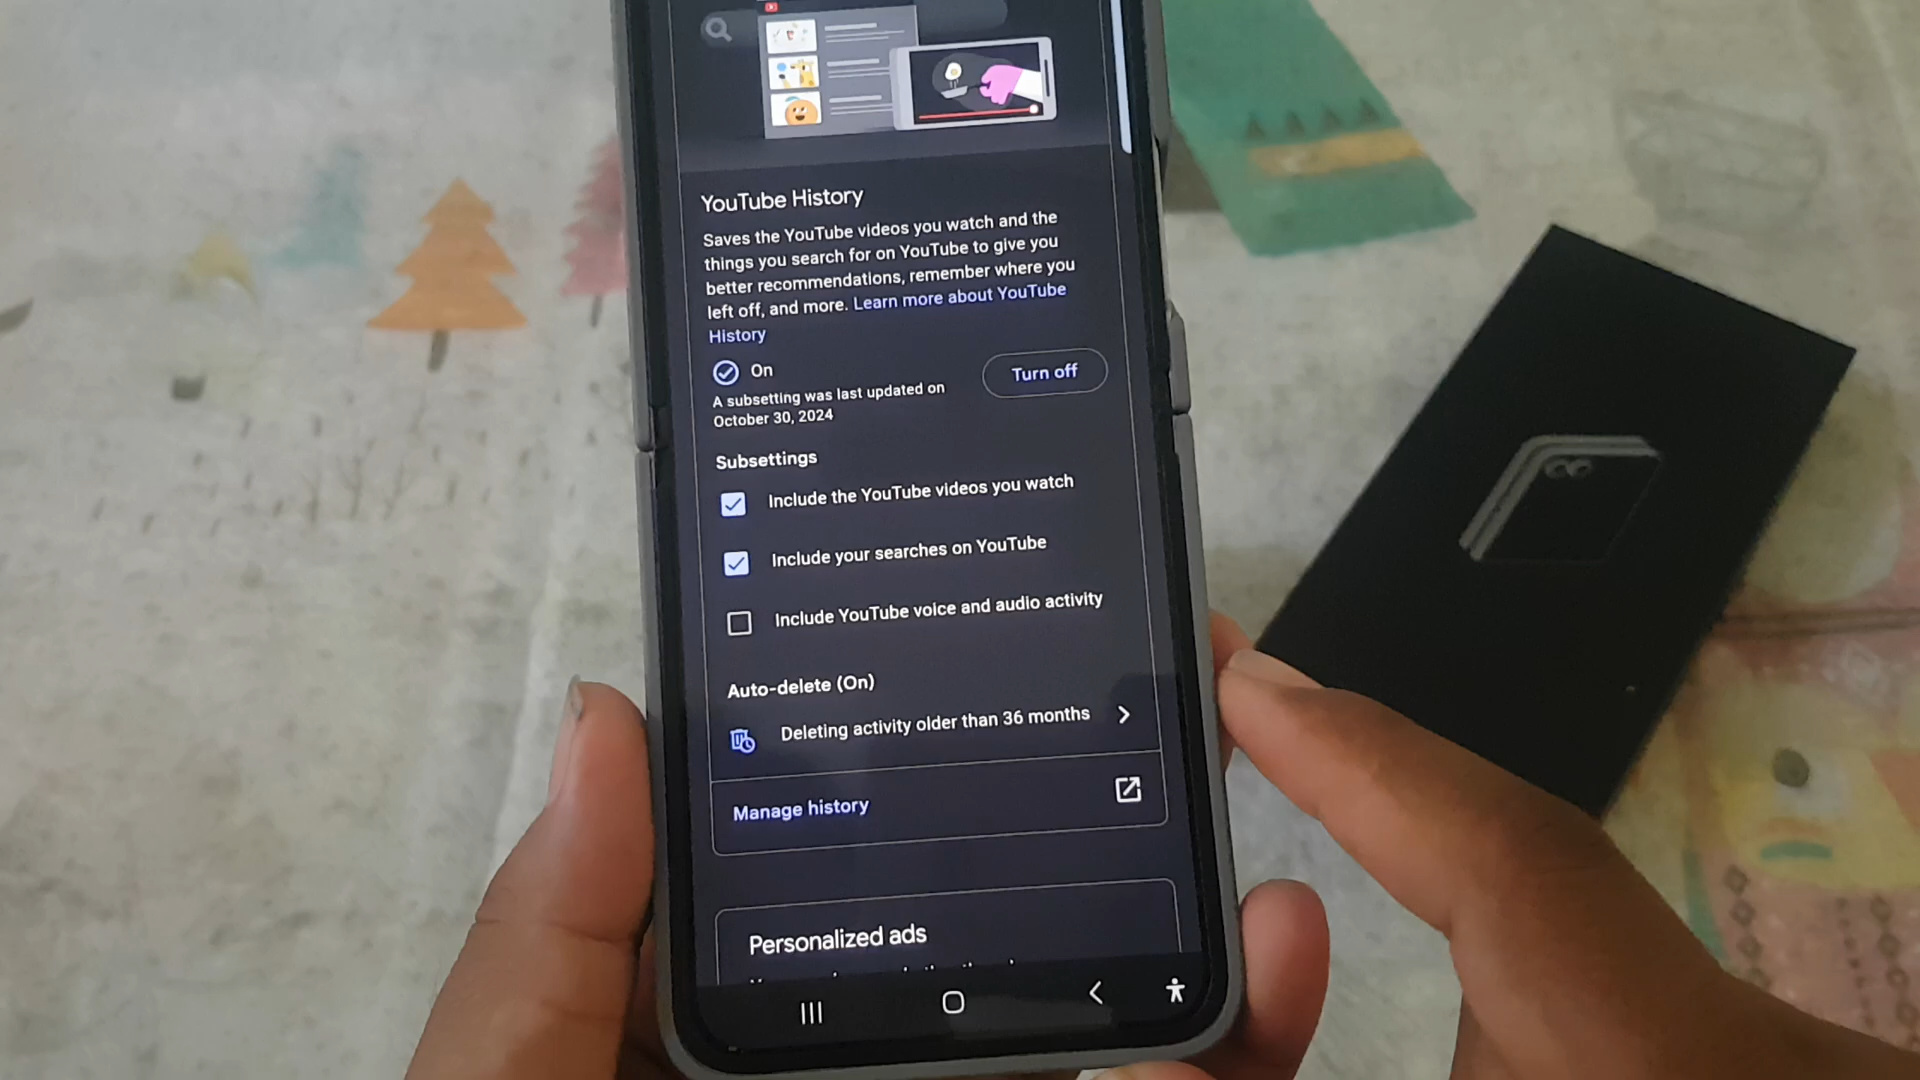 YouTube History
Saves the YouTube videos you watch and the
things you search for on YouTube to give you
better recommendations, remember where you
left off, and more. Learn more about YouTube
History
On
Turn off
A subsetting was last updated on
October 30, 2024
Subsettings
Include the YouTube videos you watch
Include your searches on YouTube
Include YouTube voice and audio activity
Auto-delete (On)
Deleting activity older than 36 months
Manage history
Personalized ads